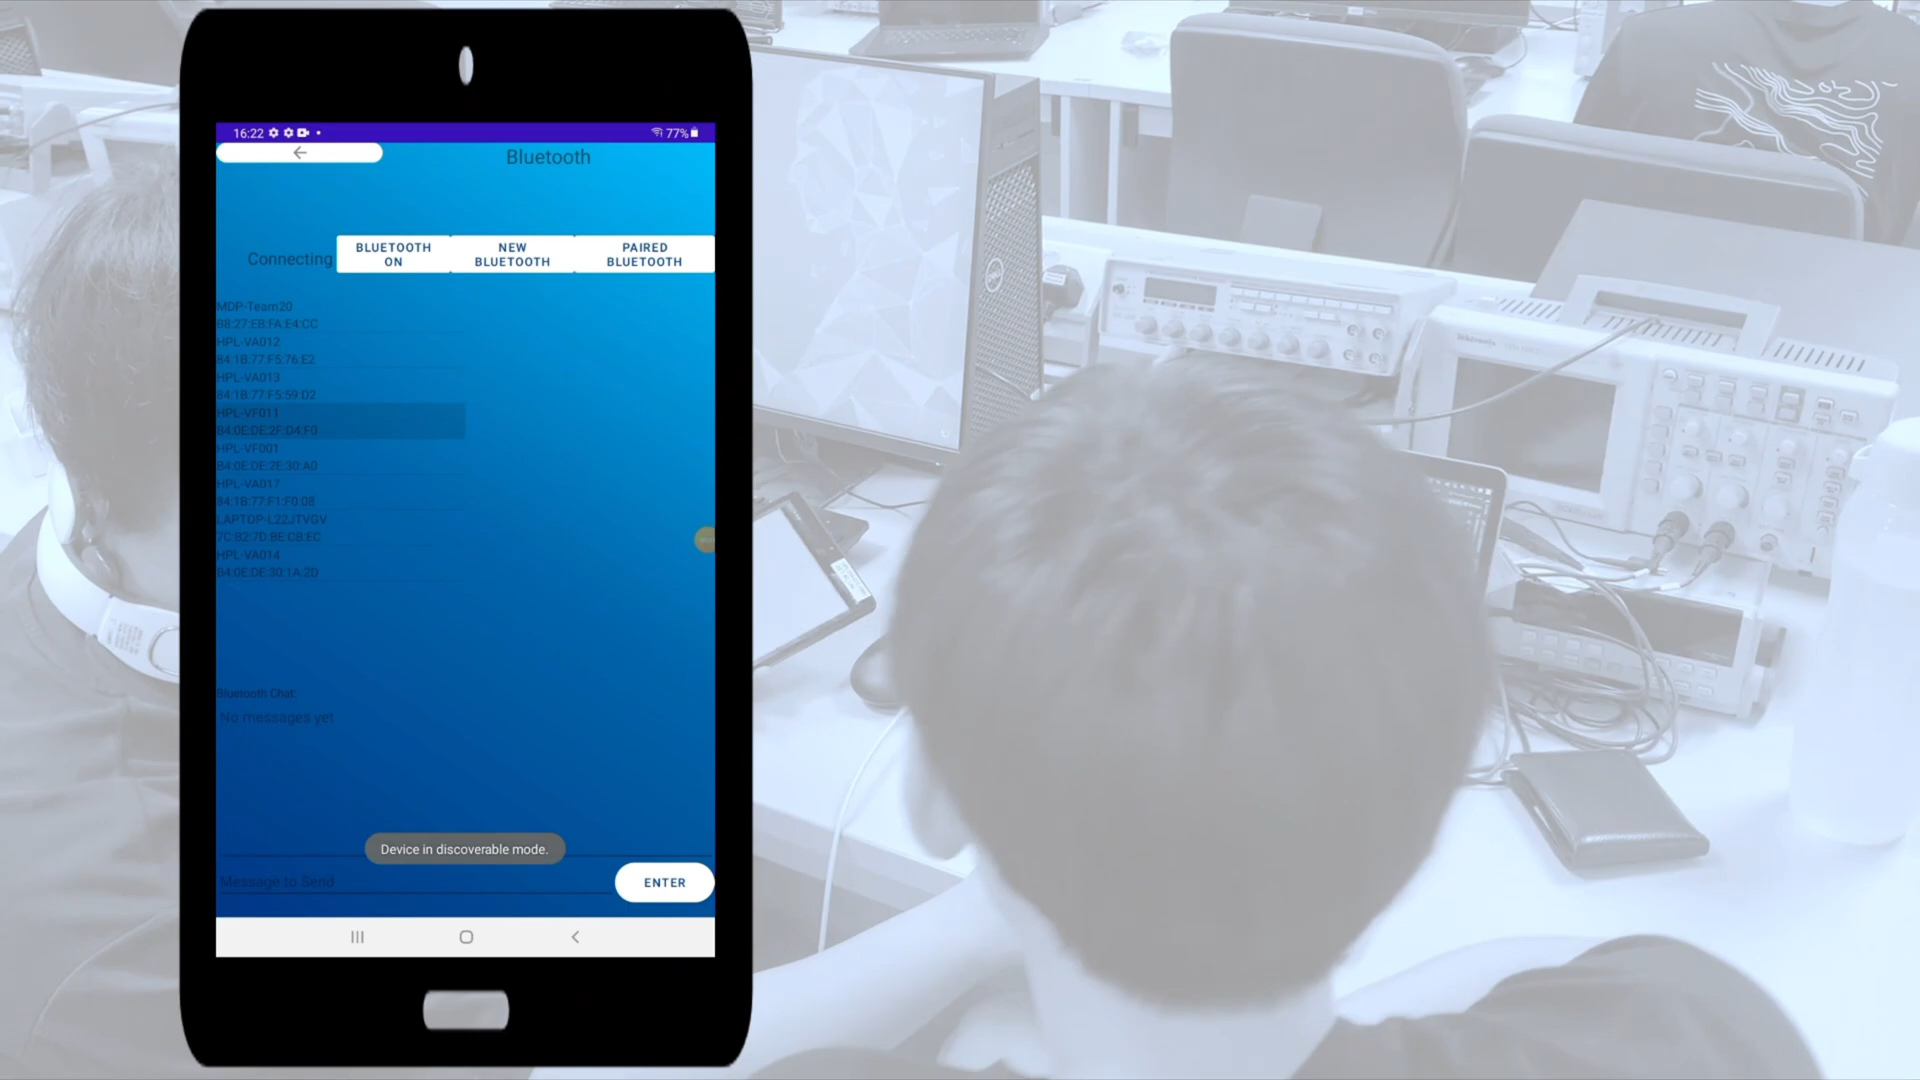 16:22
77%
Bluetooth
Connecting
BLUETOOTH ON
NEW BLUETOOTH
PAIRED BLUETOOTH
MDP-Team20
B8:27:EB:FA:E4:CC
HPL-VA012
84:1B:77:F5:76:E2
HPL-VA013
84:1B:77:F5:59:D2
HPL-VF011
B4:0E:DE:2F:D4:F0
HPL-VF001
B4:0E:DE:2E:30:A0
HPL-VA017
84:1B:77:F1:F0:08
LAPTOP-L22JTVGV
7C:B2:7D:BE:CB:EC
HPL-VA014
B4:0E:DE:30:1A:2D
Bluetooth Chat:
No messages yet
Device in discoverable mode.
Message to Send
ENTER
Tektronix